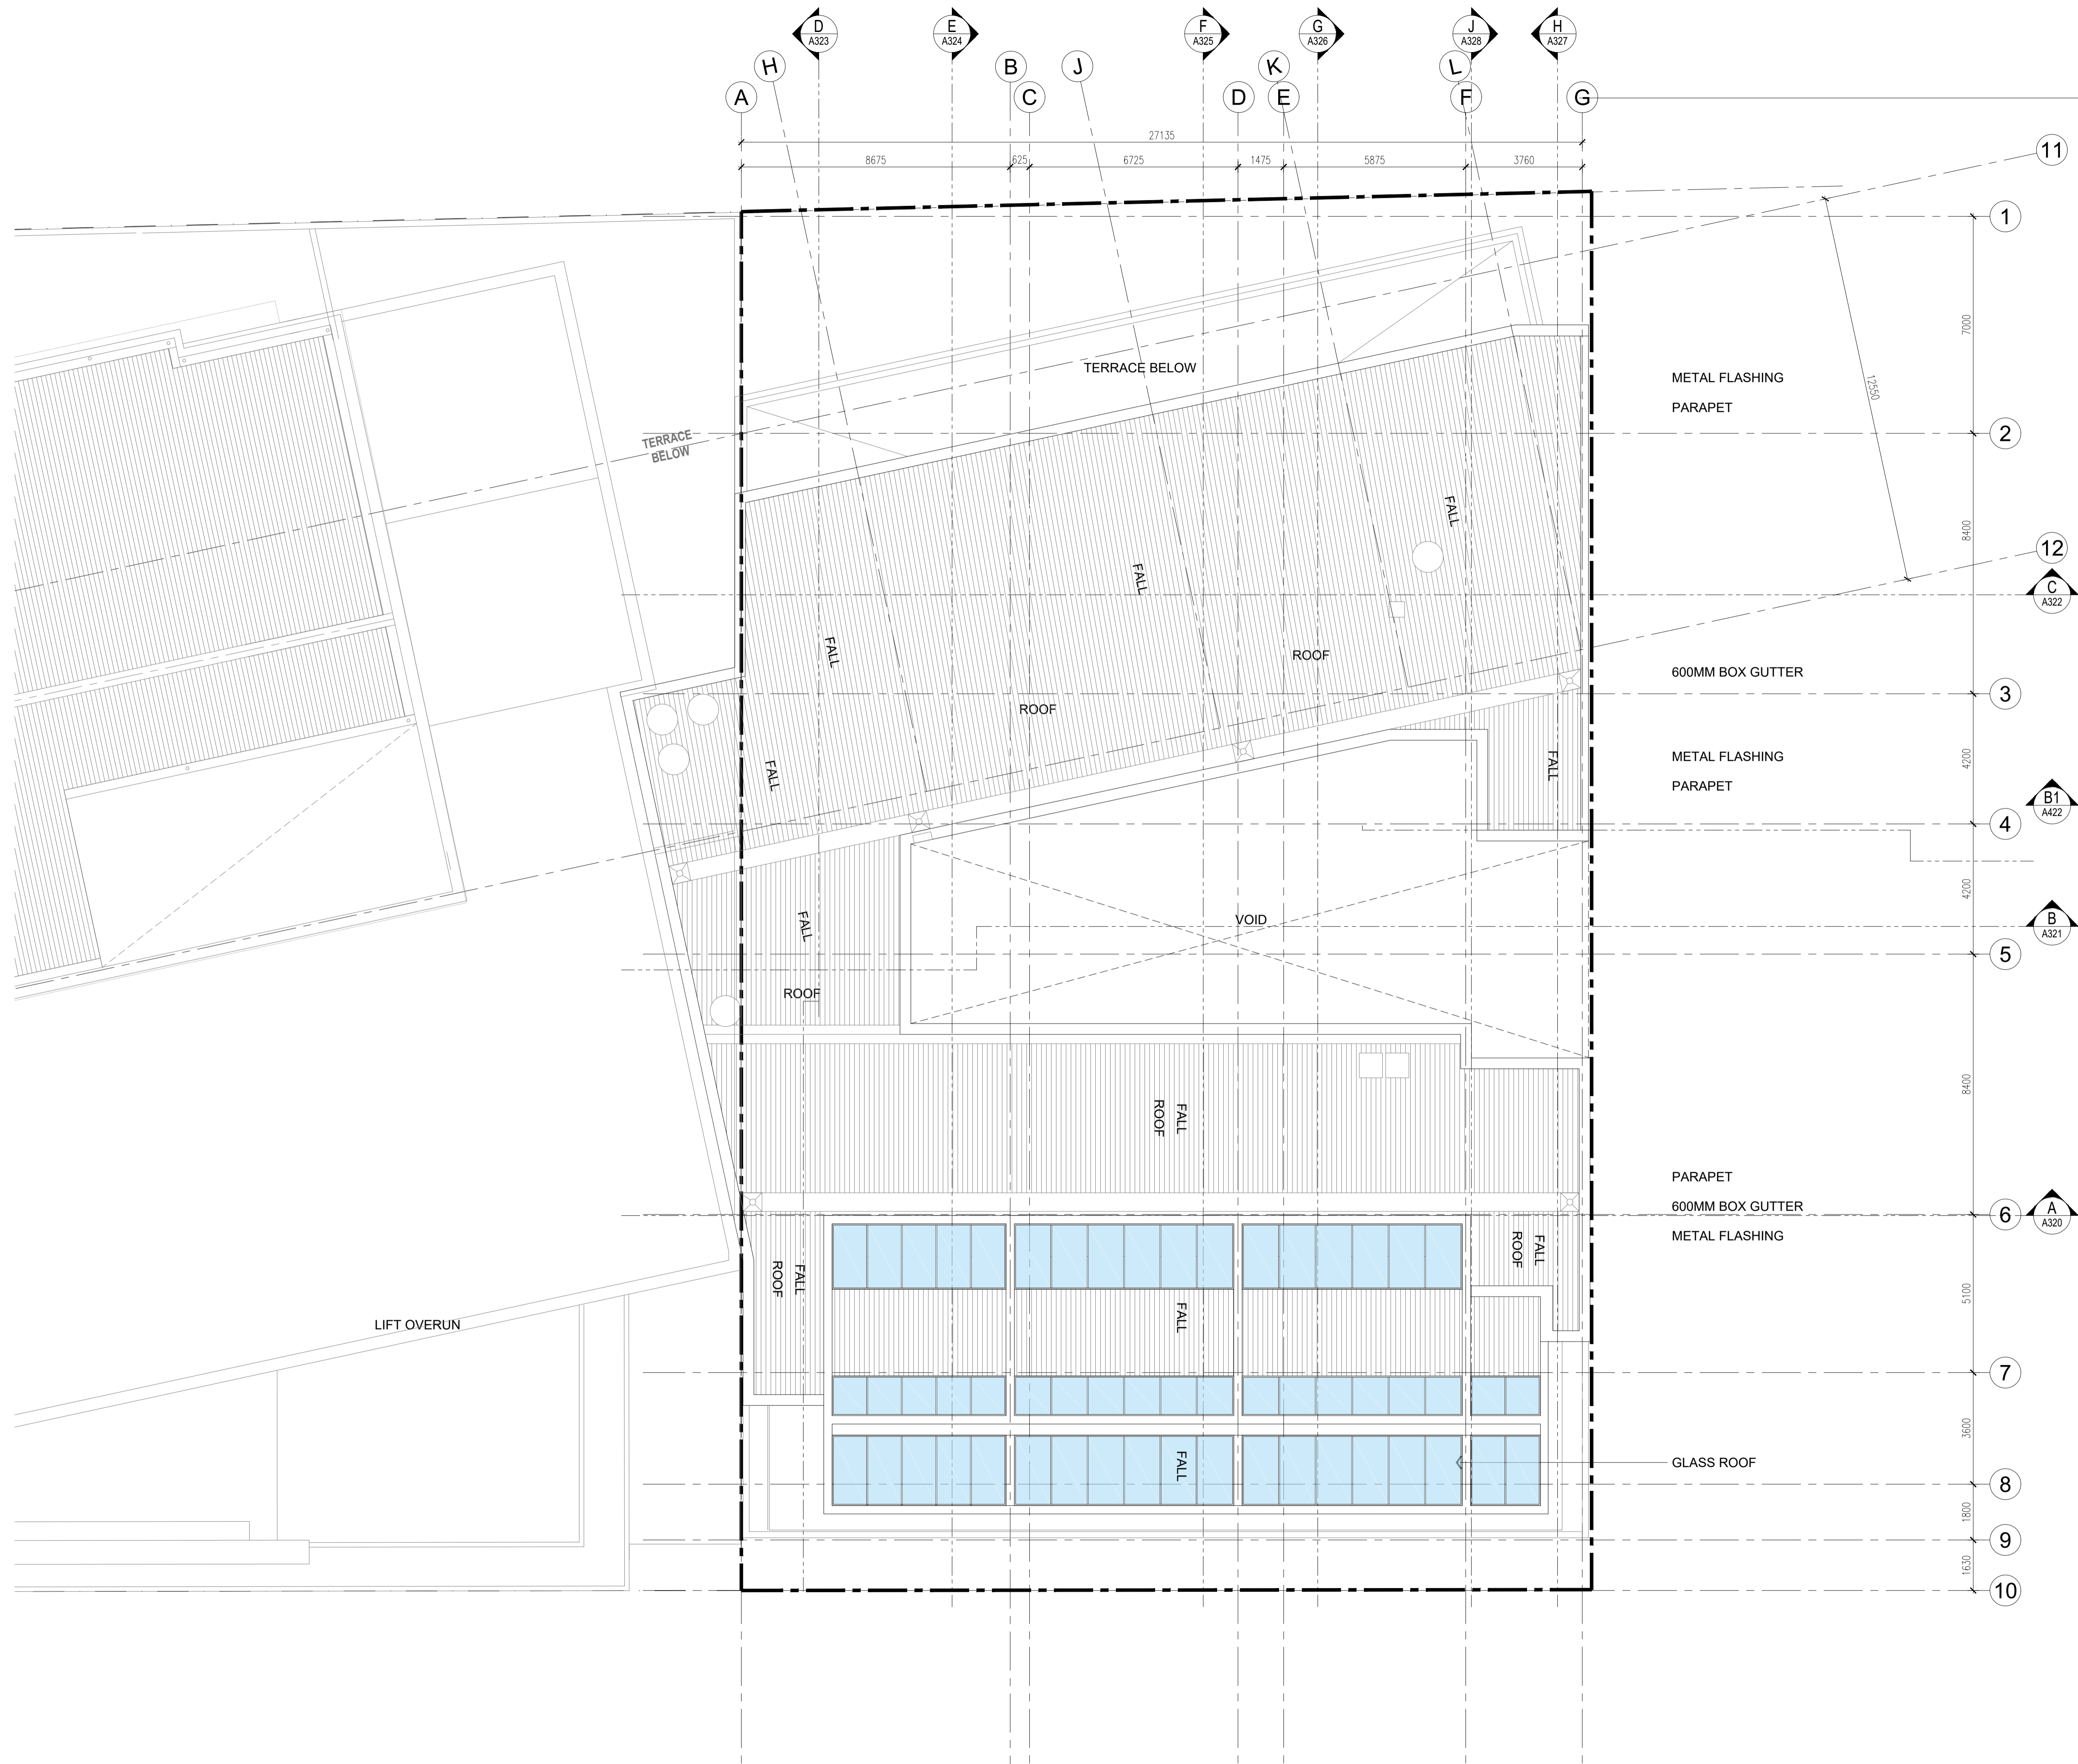 D
A323
E
A324
F
A325
G
A326
J
A328
H
A327
H
B
J
K
L
A
C
D
E
F
G
27135
8675
625
6725
1475
5875
3760
11
1
7000
TERRACE BELOW
METAL FLASHING
12550
PARAPET
2
TERRACE
BELOW
FALL
8400
12
FALL
C
A322
FALL
ROOF
600MM BOX GUTTER
3
ROOF
METAL FLASHING
4200
FALL
FALL
PARAPET
B1
A422
4
4200
FALL
VOID
B
A321
5
ROOF
8400
FALL
ROOF
PARAPET
600MM BOX GUTTER
6
A
A320
METAL FLASHING
FALL
ROOF
FALL
ROOF
5100
FALL
LIFT OVERUN
7
3600
FALL
GLASS ROOF
8
1800
9
1630
10